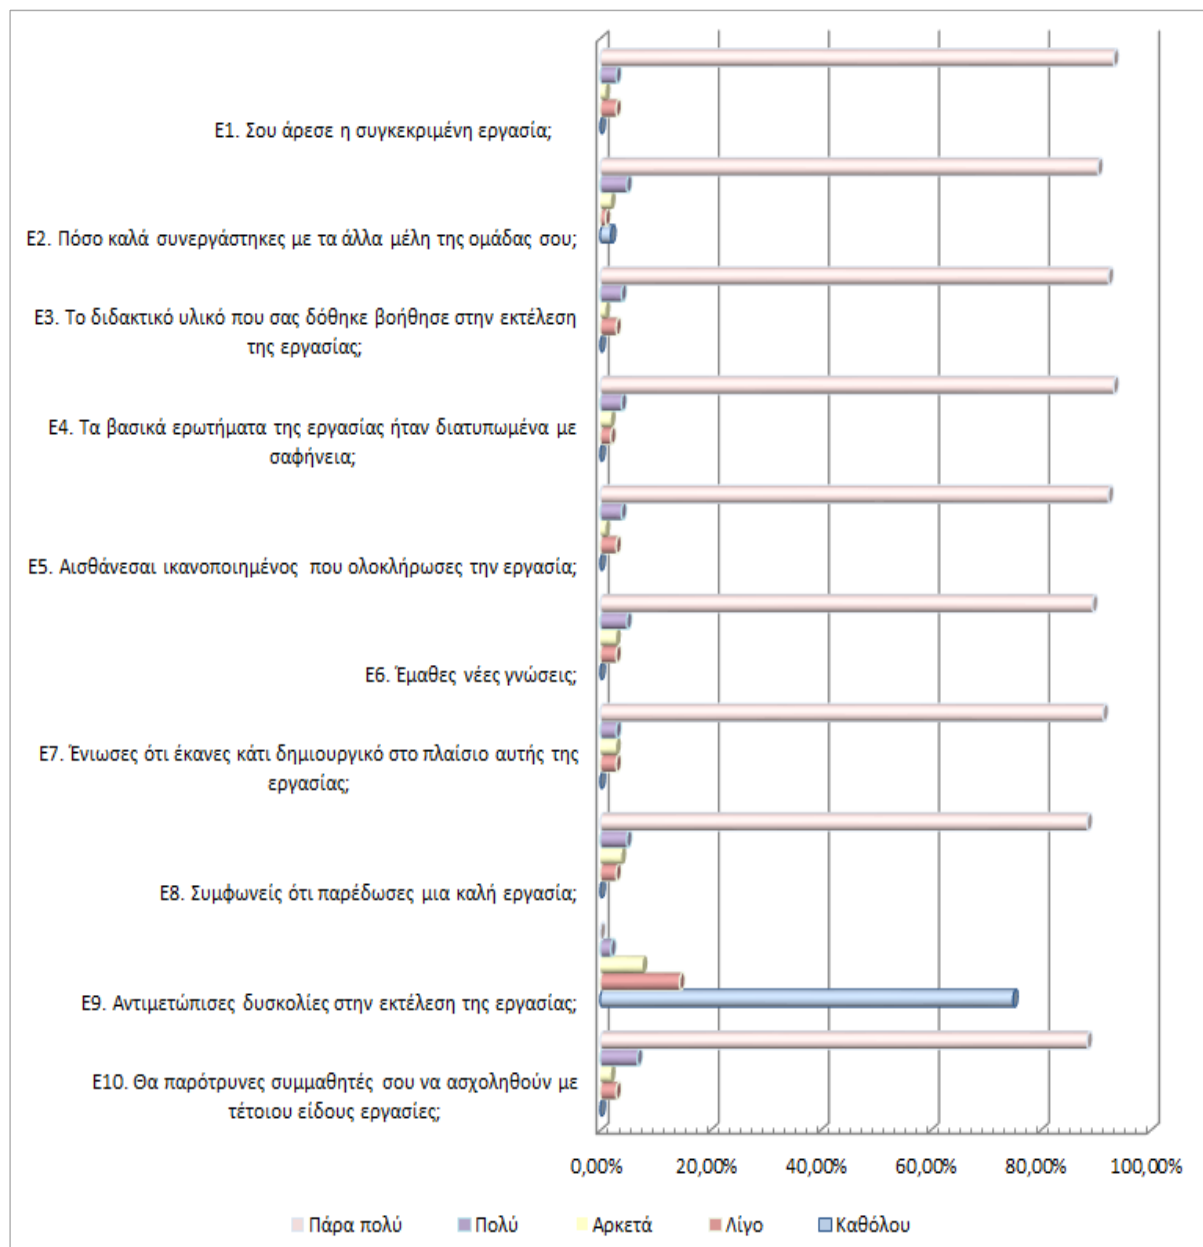 Ε1. Σου άρεσε η συγκεκριμένη εργασία;
Ε2. Πόσο καλά συνεργάστηκες με τα άλλα μέλη της ομάδας σου;
Ε3. Το διδακτικό υλικό που σας δόθηκε βοήθησε στην εκτέλεση
της εργασίας;
Ε4. Τα βασικά ερωτήματα της εργασίας ήταν διατυπωμένα με
σαφήνεια;
Ε5. Αισθάνεσαι ικανοποιημένος που ολοκλήρωσες την εργασία;
Ε6. Έμαθες νέες γνώσεις;
Ε7. Ένιωσες ότι έκανες κάτι δημιουργικό στο πλαίσιο αυτής της
εργασίας;
Ε8. Συμφωνείς ότι παρέδωσες μια καλή εργασία;
Ε9. Αντιμετώπισες δυσκολίες στην εκτέλεση της εργασίας;
Ε10. Θα παρότρυνες συμμαθητές σου να ασχοληθούν με
τέτοιου είδους εργασίες;
0,00% 20,00% 40,00% 60,00% 80,00% 100,00%
Πάρα πολύ Πολύ Αρκετά Λίγο Καθόλου